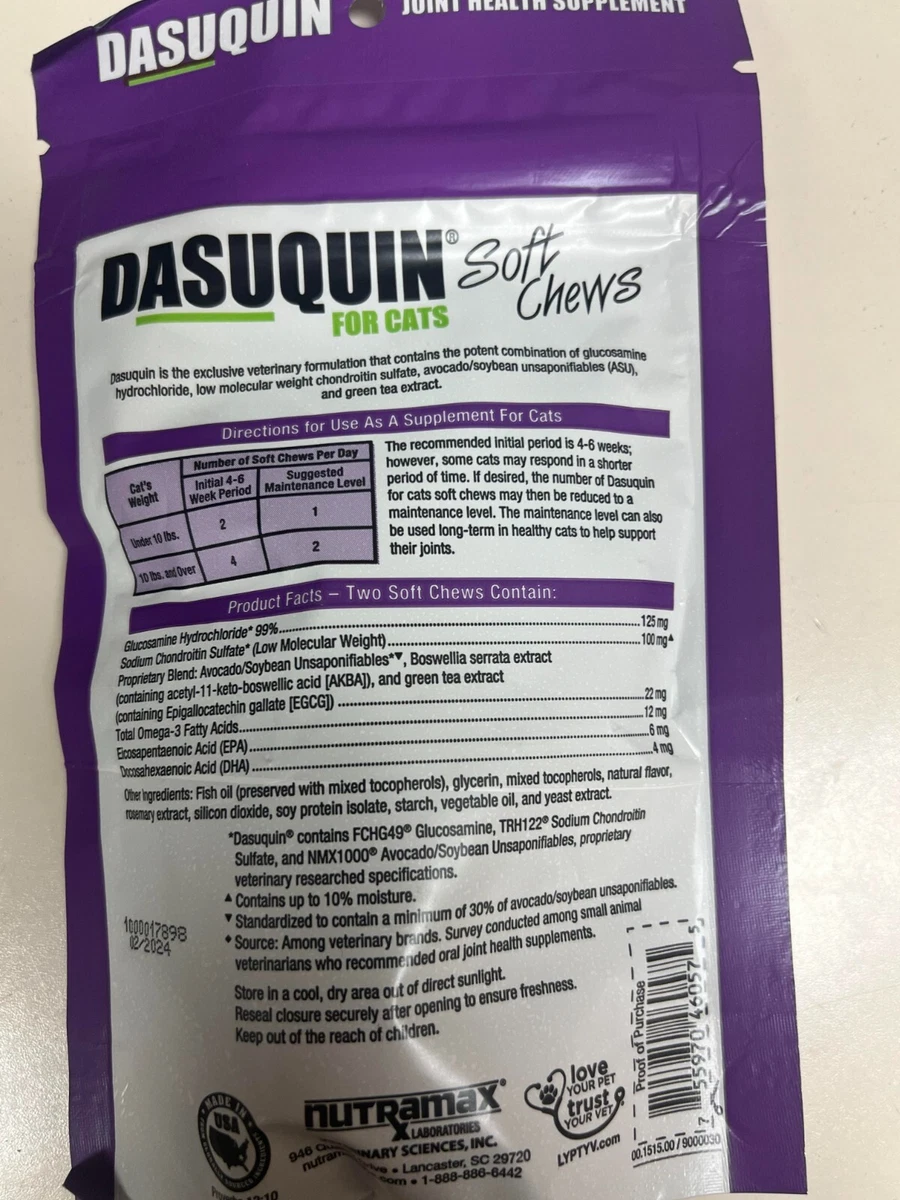 DASUQUIN
JOINT HEALTH SUPPLEMENT
DASUQUIN® Soft
Chews
FOR CATS
Dasuquin is the exclusive veterinary formulation that contains the potent combination of glucosamine
hydrochloride, low molecular weight chondroitin sulfate, avocado/soybean unsaponifiables (ASU),
and green tea extract.
Directions for Use As A Supplement For Cats
Cat's Weight
Number of Soft Chews Per Day
Initial 4-6 Week Period
Suggested Maintenance Level
Under 10 lbs. 2 1
10 lbs. and Over 4 2
The recommended initial period is 4-6 weeks;
however, some cats may respond in a shorter
period of time. If desired, the number of Dasuquin
for cats soft chews may then be reduced to a
maintenance level. The maintenance level can also
be used long-term in healthy cats to help support
their joints.
Product Facts – Two Soft Chews Contain:
Glucosamine Hydrochloride* 99% 125 mg
Sodium Chondroitin Sulfate* (Low Molecular Weight) 100 mg▲
Proprietary Blend: Avocado/Soybean Unsaponifiables*▼, Boswellia serrata extract
(containing acetyl-11-keto-boswellic acid [AKBA]), and green tea extract
(containing Epigallocatechin gallate [EGCG]) 22 mg
Total Omega-3 Fatty Acids 12 mg
Eicosapentaenoic Acid (EPA) 6 mg
Docosahexaenoic Acid (DHA) 4 mg
Other Ingredients: Fish oil (preserved with mixed tocopherols), glycerin, mixed tocopherols, natural flavor,
rosemary extract, silicon dioxide, soy protein isolate, starch, vegetable oil, and yeast extract.
*Dasuquin® contains FCHG49® Glucosamine, TRH122® Sodium Chondroitin
Sulfate, and NMX1000® Avocado/Soybean Unsaponifiables, proprietary
veterinary researched specifications.
▲ Contains up to 10% moisture.
▼ Standardized to contain a minimum of 30% of avocado/soybean unsaponifiables.
◆ Source: Among veterinary brands. Survey conducted among small animal
veterinarians who recommended oral joint health supplements.
1000017898
02/2024
Store in a cool, dry area out of direct sunlight.
Reseal closure securely after opening to ensure freshness.
Keep out of the reach of children.
Proof of Purchase
7 55970 46057 5
00.1515.00 / 9000030
MADE IN
USA
nutramax®
LABORATORIES
NARY SCIENCES, INC.
946
Lancaster, SC 29720
1-888-886-6442
love
YOUR PET
trust
YOUR VET
LYPTYV.com